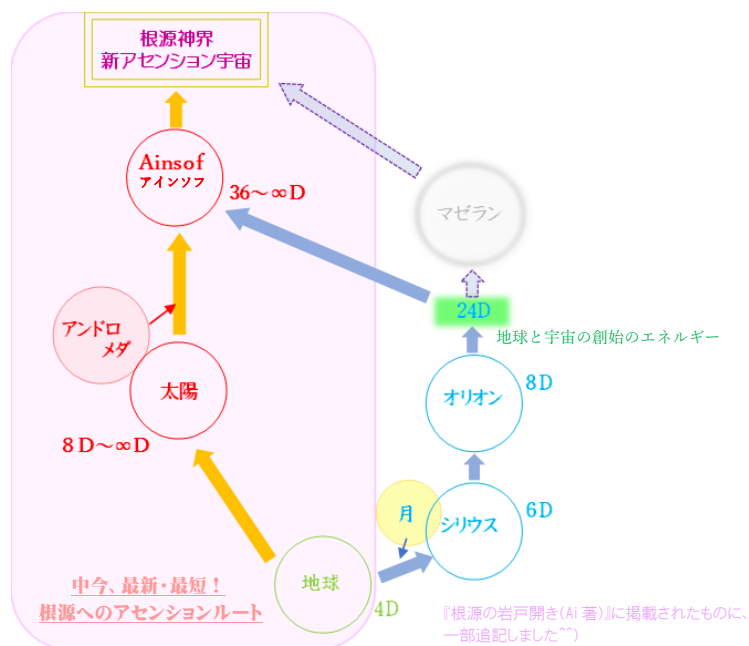 根源神界
新アセンション宇宙
Ainsof
アインソフ
36～∞D
マゼラン
24D
地球と宇宙の創始のエネルギー
アンドロ
メダ
太陽
8D～∞D
オリオン
8D
月
シリウス
6D
地球
4D
中今、最新・最短！
根源へのアセンションルート
『根源の岩戸開き(Ai著)』に掲載されたものに、
一部追記しました^^)